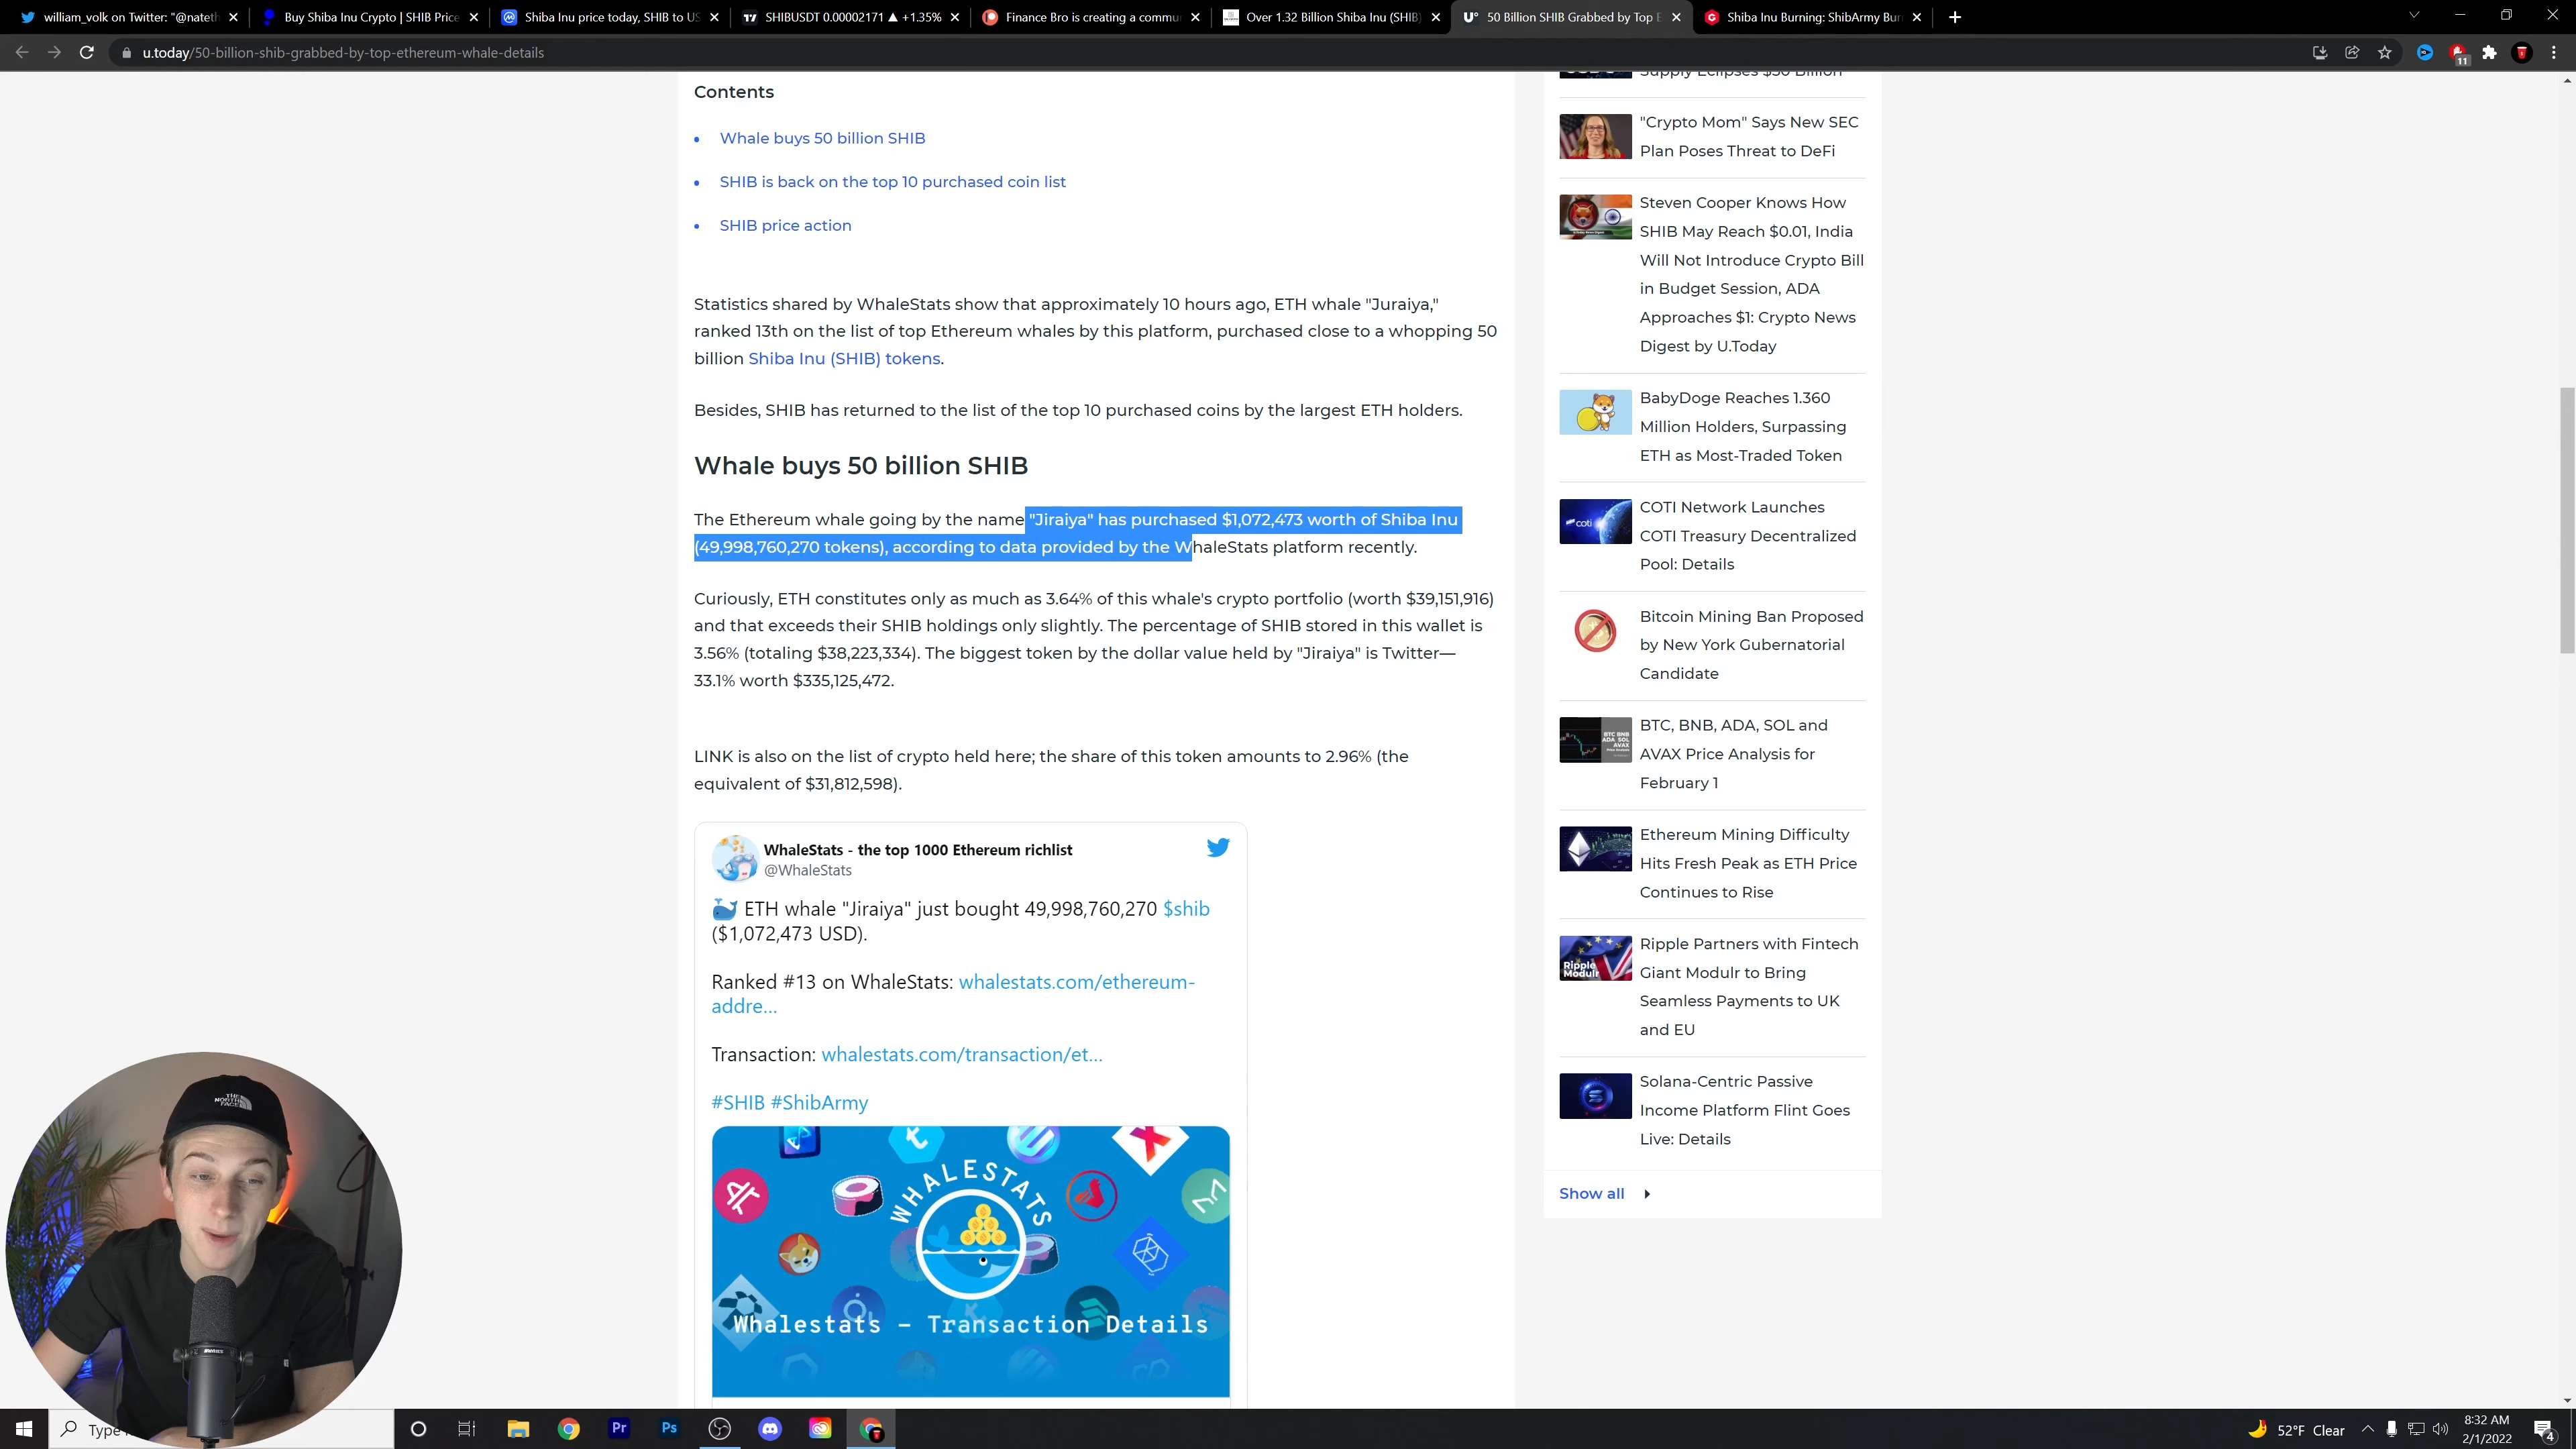 william_volk on Twitter: "@nateth
Buy Shiba Inu Crypto | SHIB Price
Shiba Inu price today, SHIB to US
SHIBUSDT 0.00002171 ▲ +1.35%
Finance Bro is creating a commu
Over 1.32 Billion Shiba Inu (SHIB)
50 Billion SHIB Grabbed by Top E
Shiba Inu Burning: ShibArmy Bur
u.today/50-billion-shib-grabbed-by-top-ethereum-whale-details
11
Contents
• Whale buys 50 billion SHIB
• SHIB is back on the top 10 purchased coin list
• SHIB price action
Statistics shared by WhaleStats show that approximately 10 hours ago, ETH whale "Juraiya,"
ranked 13th on the list of top Ethereum whales by this platform, purchased close to a whopping 50
billion Shiba Inu (SHIB) tokens.
Besides, SHIB has returned to the list of the top 10 purchased coins by the largest ETH holders.
Whale buys 50 billion SHIB
The Ethereum whale going by the name "Jiraiya" has purchased $1,072,473 worth of Shiba Inu
(49,998,760,270 tokens), according to data provided by the WhaleStats platform recently.
Curiously, ETH constitutes only as much as 3.64% of this whale's crypto portfolio (worth $39,151,916)
and that exceeds their SHIB holdings only slightly. The percentage of SHIB stored in this wallet is
3.56% (totaling $38,223,334). The biggest token by the dollar value held by "Jiraiya" is Twitter—
33.1% worth $335,125,472.
LINK is also on the list of crypto held here; the share of this token amounts to 2.96% (the
equivalent of $31,812,598).
WhaleStats - the top 1000 Ethereum richlist
@WhaleStats
🐳 ETH whale "Jiraiya" just bought 49,998,760,270 $shib
($1,072,473 USD).
Ranked #13 on WhaleStats: whalestats.com/ethereum-
addre...
Transaction: whalestats.com/transaction/et...
#SHIB #ShibArmy
WHALESTATS
Whalestats – Transaction Details
Supply Eclipses $50 Billion
"Crypto Mom" Says New SEC
Plan Poses Threat to DeFi
Steven Cooper Knows How
SHIB May Reach $0.01, India
Will Not Introduce Crypto Bill
in Budget Session, ADA
Approaches $1: Crypto News
Digest by U.Today
BabyDoge Reaches 1.360
Million Holders, Surpassing
ETH as Most-Traded Token
coti
COTI Network Launches
COTI Treasury Decentralized
Pool: Details
Bitcoin Mining Ban Proposed
by New York Gubernatorial
Candidate
BTC BNB
ADA SOL
AVAX
BTC, BNB, ADA, SOL and
AVAX Price Analysis for
February 1
Ethereum Mining Difficulty
Hits Fresh Peak as ETH Price
Continues to Rise
Ripple
Modulr
Ripple Partners with Fintech
Giant Modulr to Bring
Seamless Payments to UK
and EU
Solana-Centric Passive
Income Platform Flint Goes
Live: Details
Show all
THE
NORTH
FACE
Type
Pr
Ps
52°F Clear
8:32 AM
2/1/2022
4